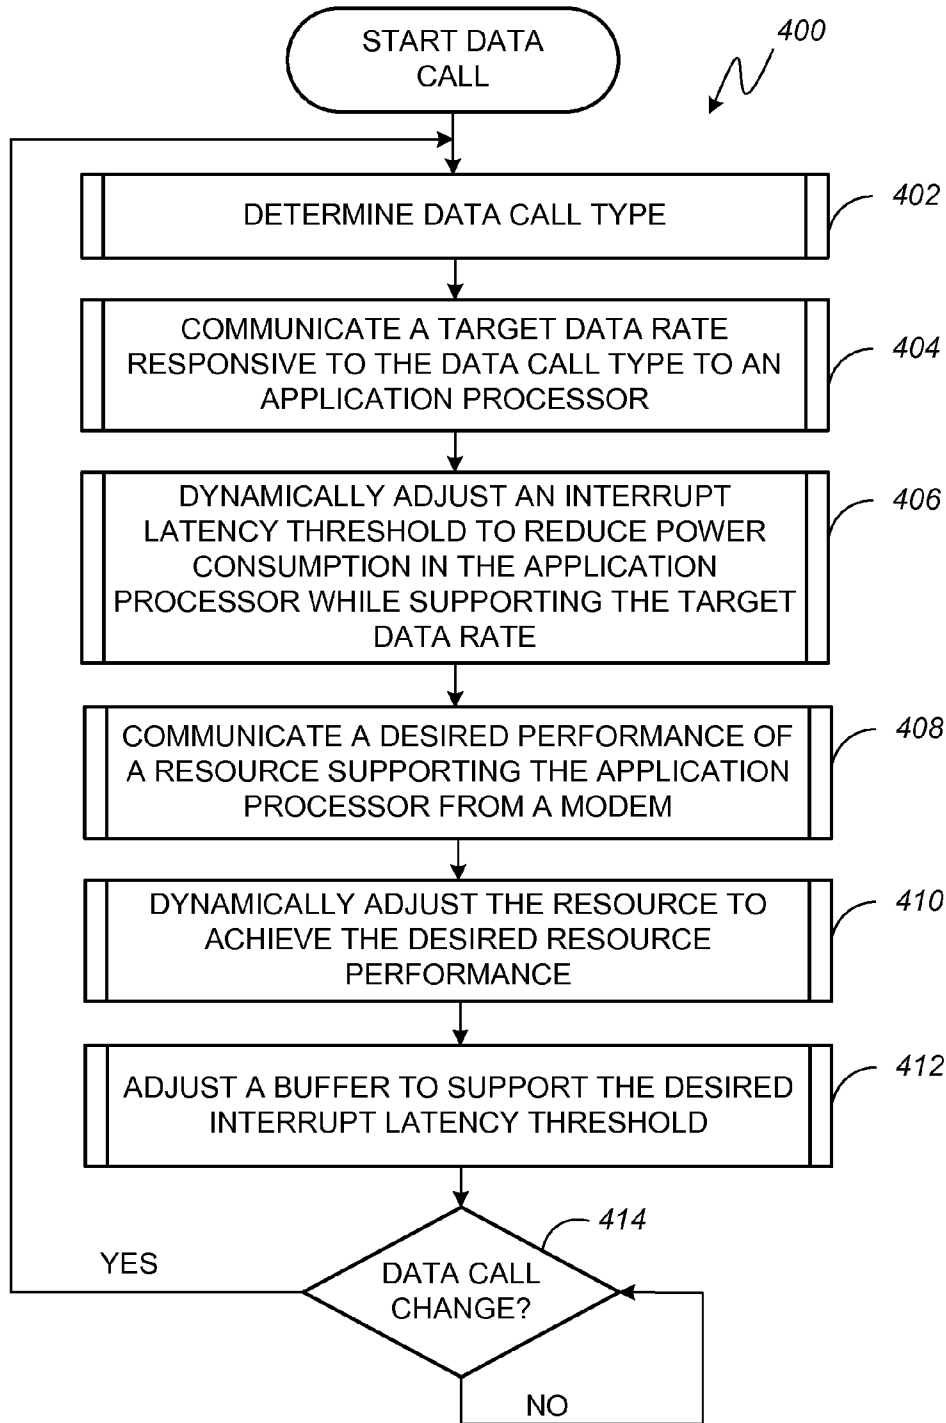 START DATA
CALL
400
DETERMINE DATA CALL TYPE
402
COMMUNICATE A TARGET DATA RATE
RESPONSIVE TO THE DATA CALL TYPE TO AN
APPLICATION PROCESSOR
404
DYNAMICALLY ADJUST AN INTERRUPT
LATENCY THRESHOLD TO REDUCE POWER
CONSUMPTION IN THE APPLICATION
PROCESSOR WHILE SUPPORTING THE TARGET
DATA RATE
406
COMMUNICATE A DESIRED PERFORMANCE OF
A RESOURCE SUPPORTING THE APPLICATION
PROCESSOR FROM A MODEM
408
DYNAMICALLY ADJUST THE RESOURCE TO
ACHIEVE THE DESIRED RESOURCE
PERFORMANCE
410
ADJUST A BUFFER TO SUPPORT THE DESIRED
INTERRUPT LATENCY THRESHOLD
412
414
YES
DATA CALL
CHANGE?
NO